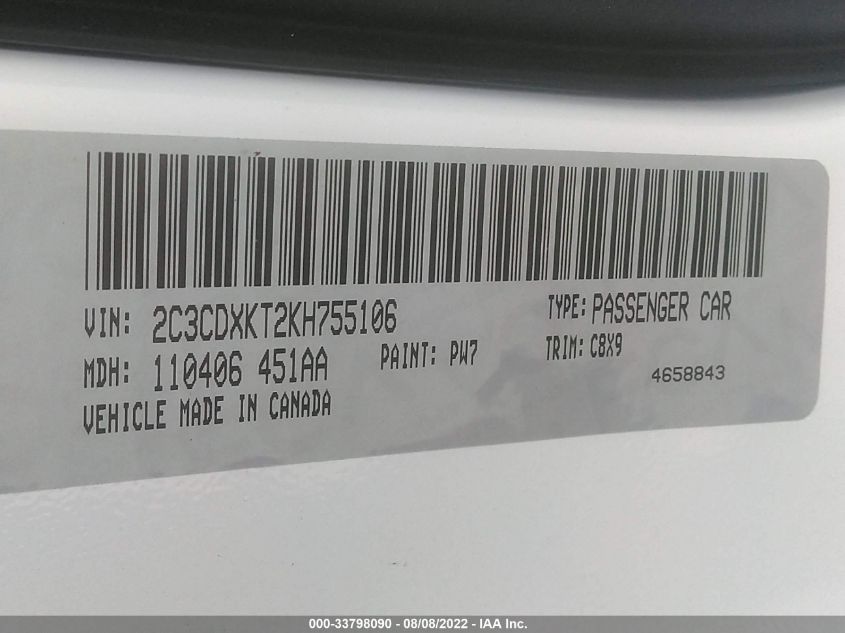 VIN: 2C3CDXKT2KH755106 TYPE: PASSENGER CAR
MDH: 110406 451AA PAINT: PW7 TRIM: C8X9
4658843
VEHICLE MADE IN CANADA
000-33798090 - 08/08/2022 - IAA Inc.